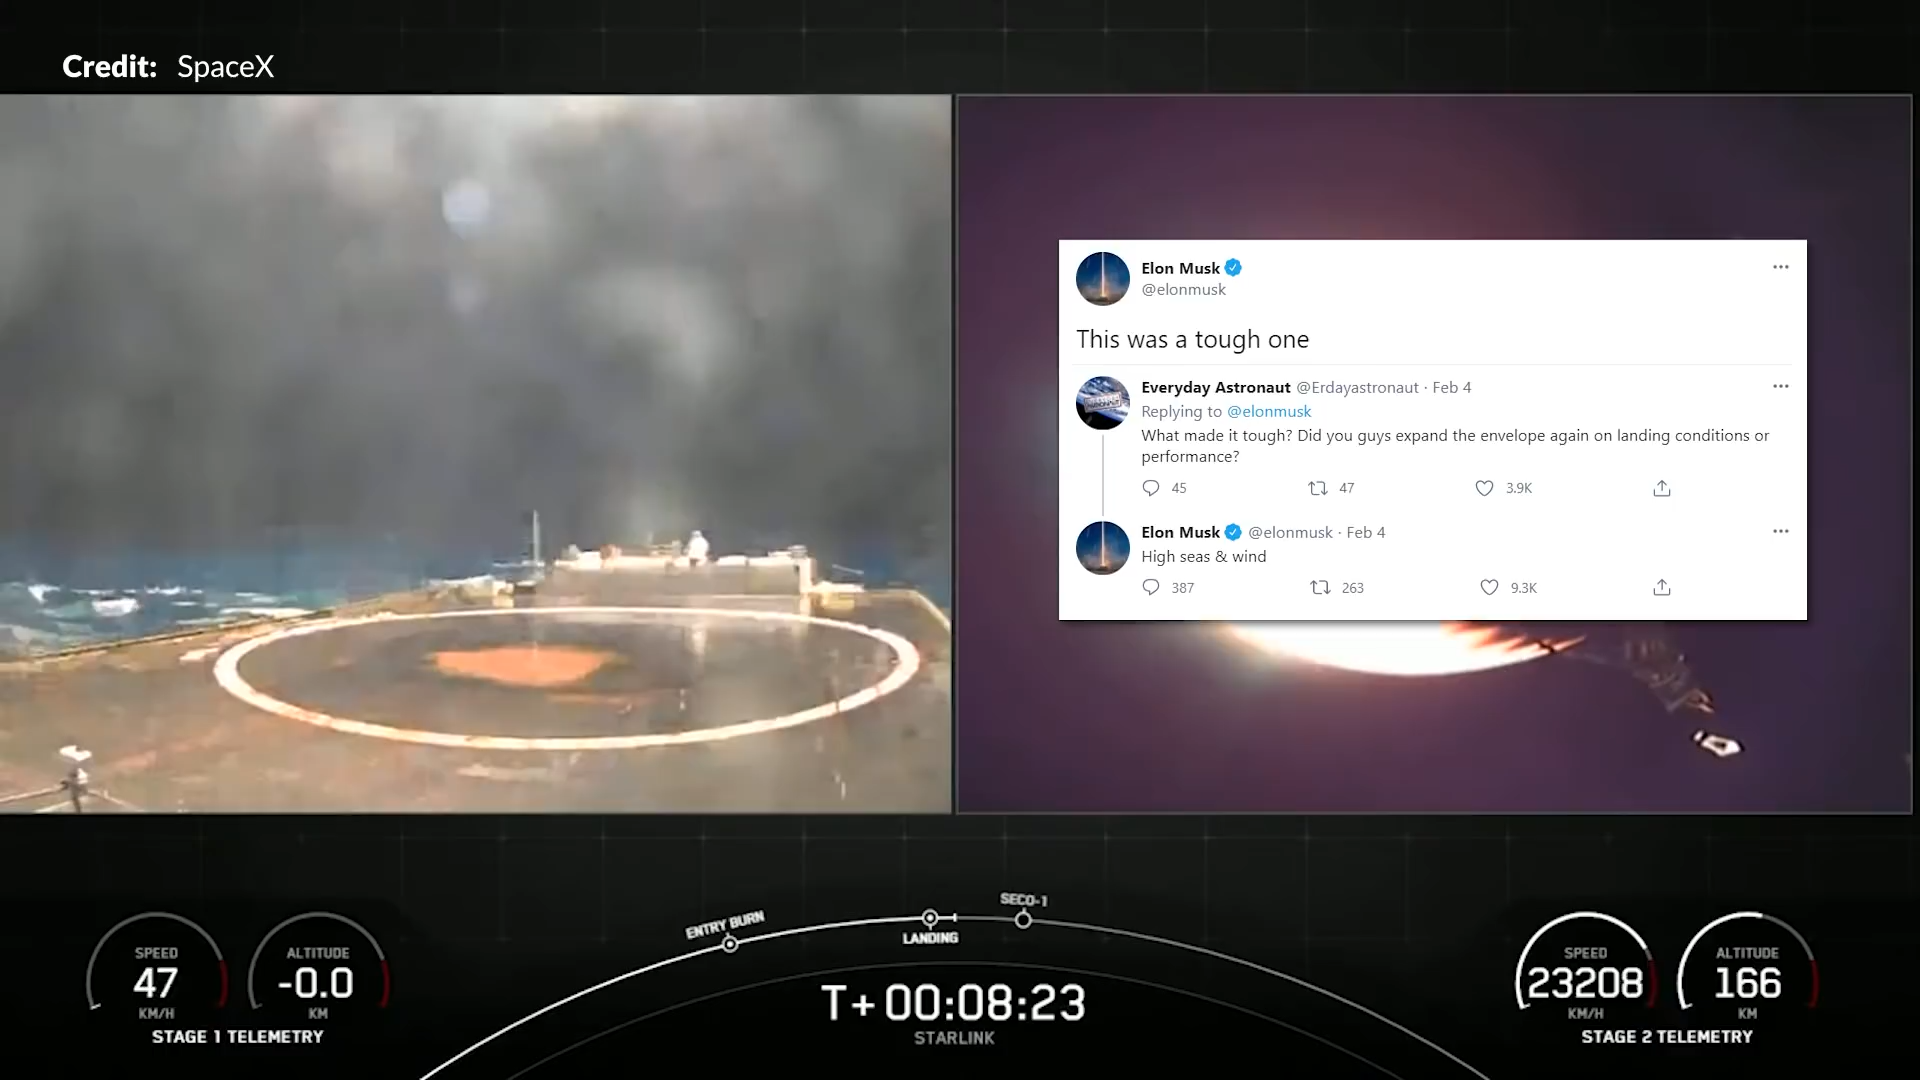 Credit: SpaceX
Elon Musk
@elonmusk
This was a tough one
Everyday Astronaut @Erdayastronaut · Feb 4
Replying to @elonmusk
What made it tough? Did you guys expand the envelope again on landing conditions or
performance?
45 47 3.9K
Elon Musk @elonmusk · Feb 4
High seas & wind
387 263 9.3K
ENTRY BURN
LANDING
SECO-1
SPEED
47
KM/H
ALTITUDE
-0.0
KM
STAGE 1 TELEMETRY
T+00:08:23
STARLINK
SPEED
23208
KM/H
ALTITUDE
166
KM
STAGE 2 TELEMETRY